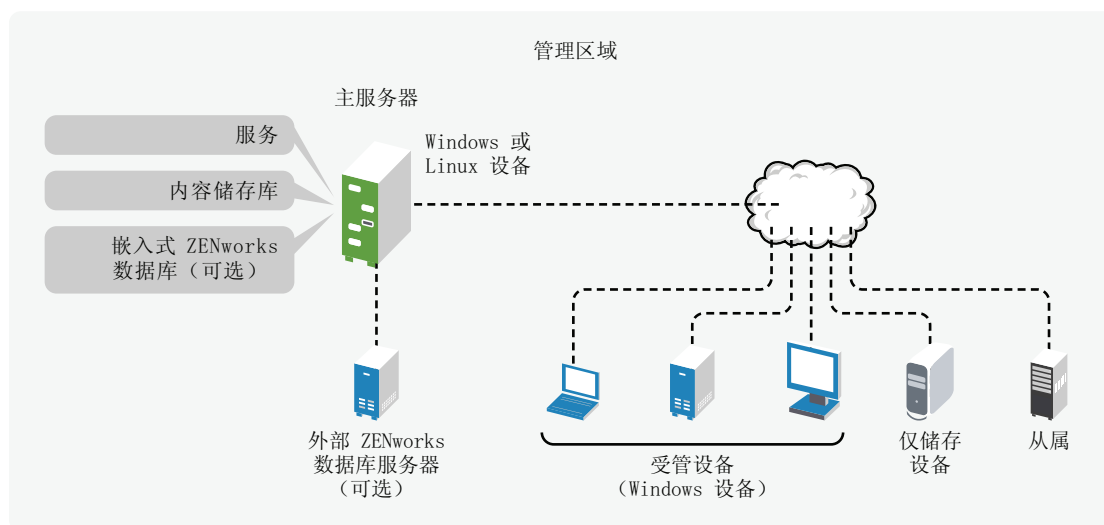 管理区域
主服务器
服务
内容储存库
嵌入式 ZENworks
数据库（可选）
Windows 或
Linux 设备
外部 ZENworks
数据库服务器
（可选）
受管设备
（Windows 设备）
仅储存
设备
从属